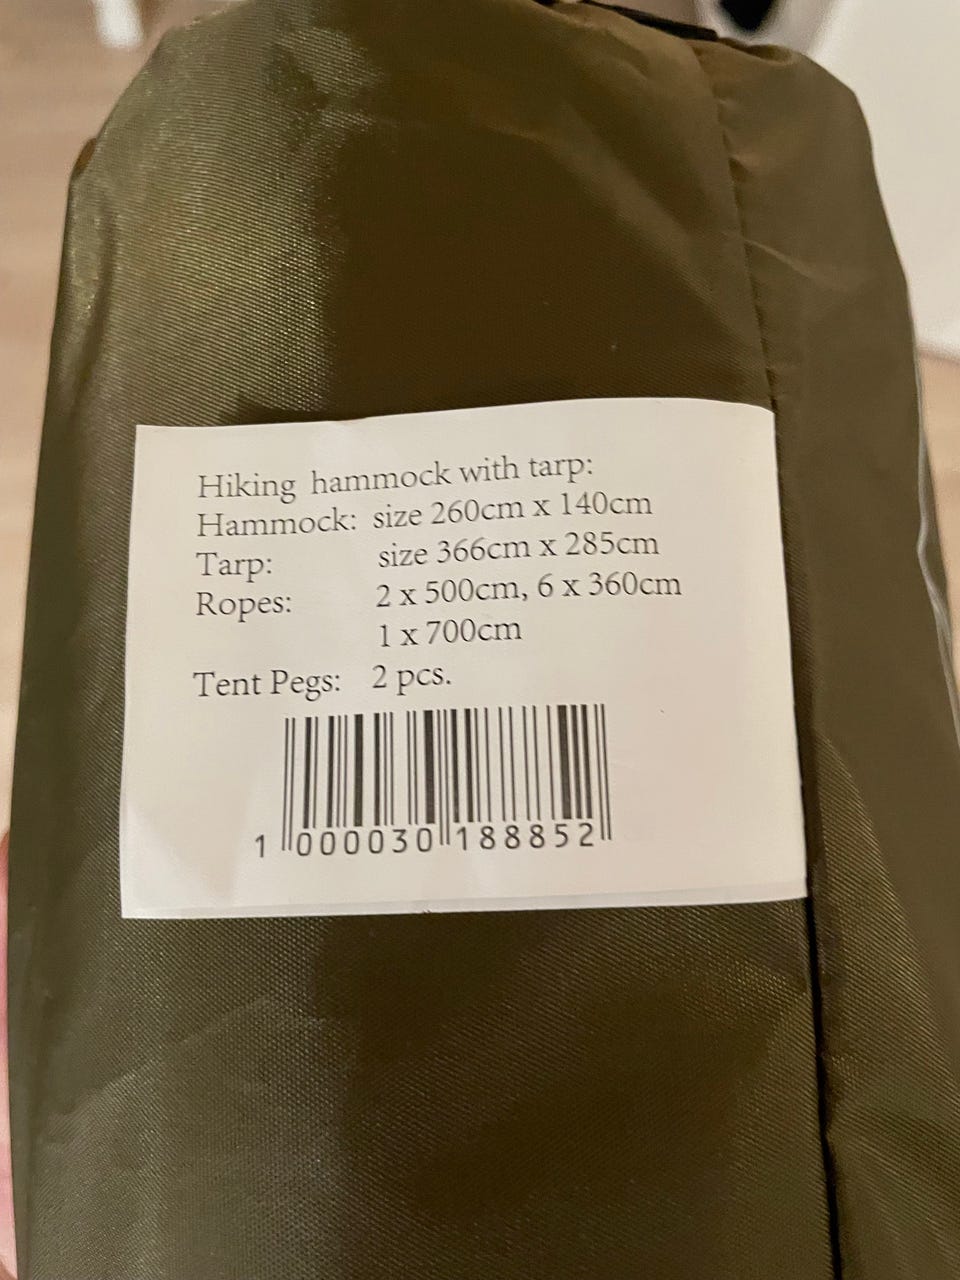 Hiking hammock with tarp:
Hammock: size 260cm x 140cm
Tarp: size 366cm x 285cm
Ropes: 2 x 500cm, 6 x 360cm
1 x 700cm
Tent Pegs: 2 pcs.
1 000030 188852